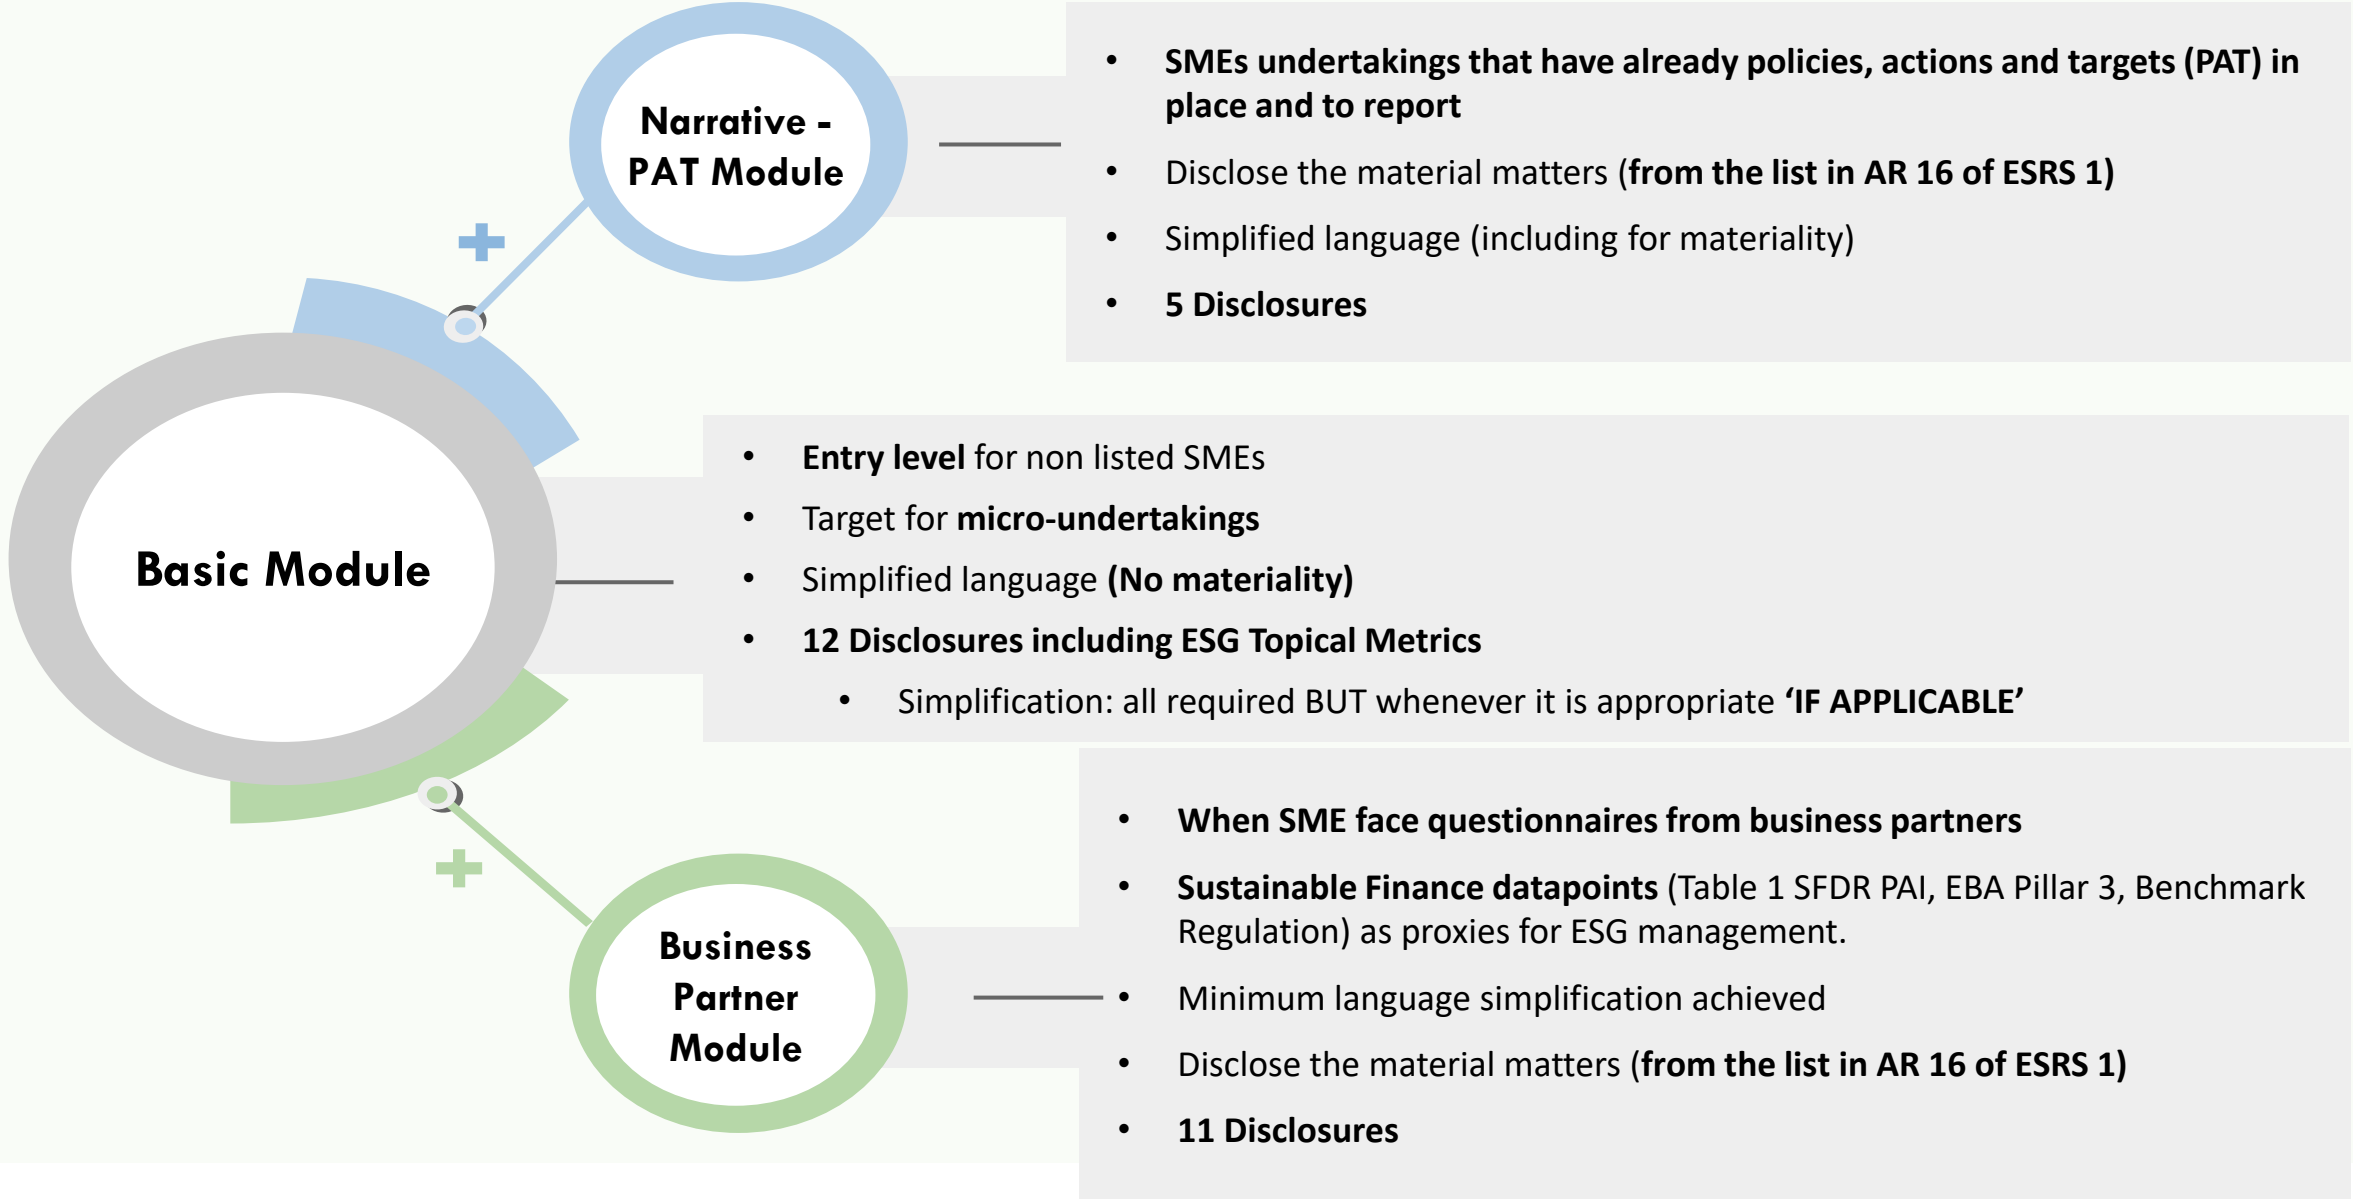 Narrative -
PAT Module
• SMEs undertakings that have already policies, actions and targets (PAT) in
place and to report
• Disclose the material matters (from the list in AR 16 of ESRS 1)
• Simplified language (including for materiality)
• 5 Disclosures
Basic Module
• Entry level for non listed SMEs
• Target for micro-undertakings
• Simplified language (No materiality)
• 12 Disclosures including ESG Topical Metrics
• Simplification: all required BUT whenever it is appropriate ‘IF APPLICABLE’
Business
Partner
Module
• When SME face questionnaires from business partners
• Sustainable Finance datapoints (Table 1 SFDR PAI, EBA Pillar 3, Benchmark
Regulation) as proxies for ESG management.
• Minimum language simplification achieved
• Disclose the material matters (from the list in AR 16 of ESRS 1)
• 11 Disclosures